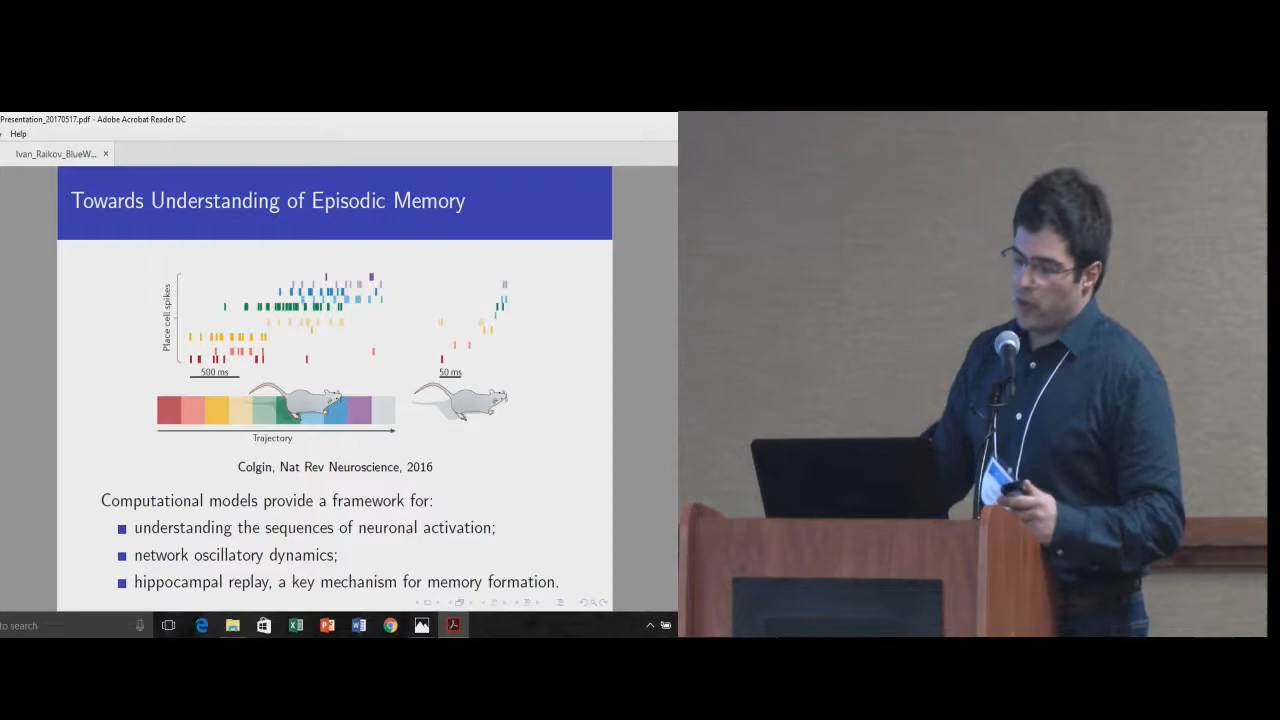 Presentation_20170517.pdf - Adobe Acrobat Reader DC
Help
Ivan_Raikov_BlueW... ×
Towards Understanding of Episodic Memory
Place cell spikes
500 ms
50 ms
Trajectory
Colgin, Nat Rev Neuroscience, 2016
Computational models provide a framework for:
understanding the sequences of neuronal activation;
network oscillatory dynamics;
hippocampal replay, a key mechanism for memory formation.
to search